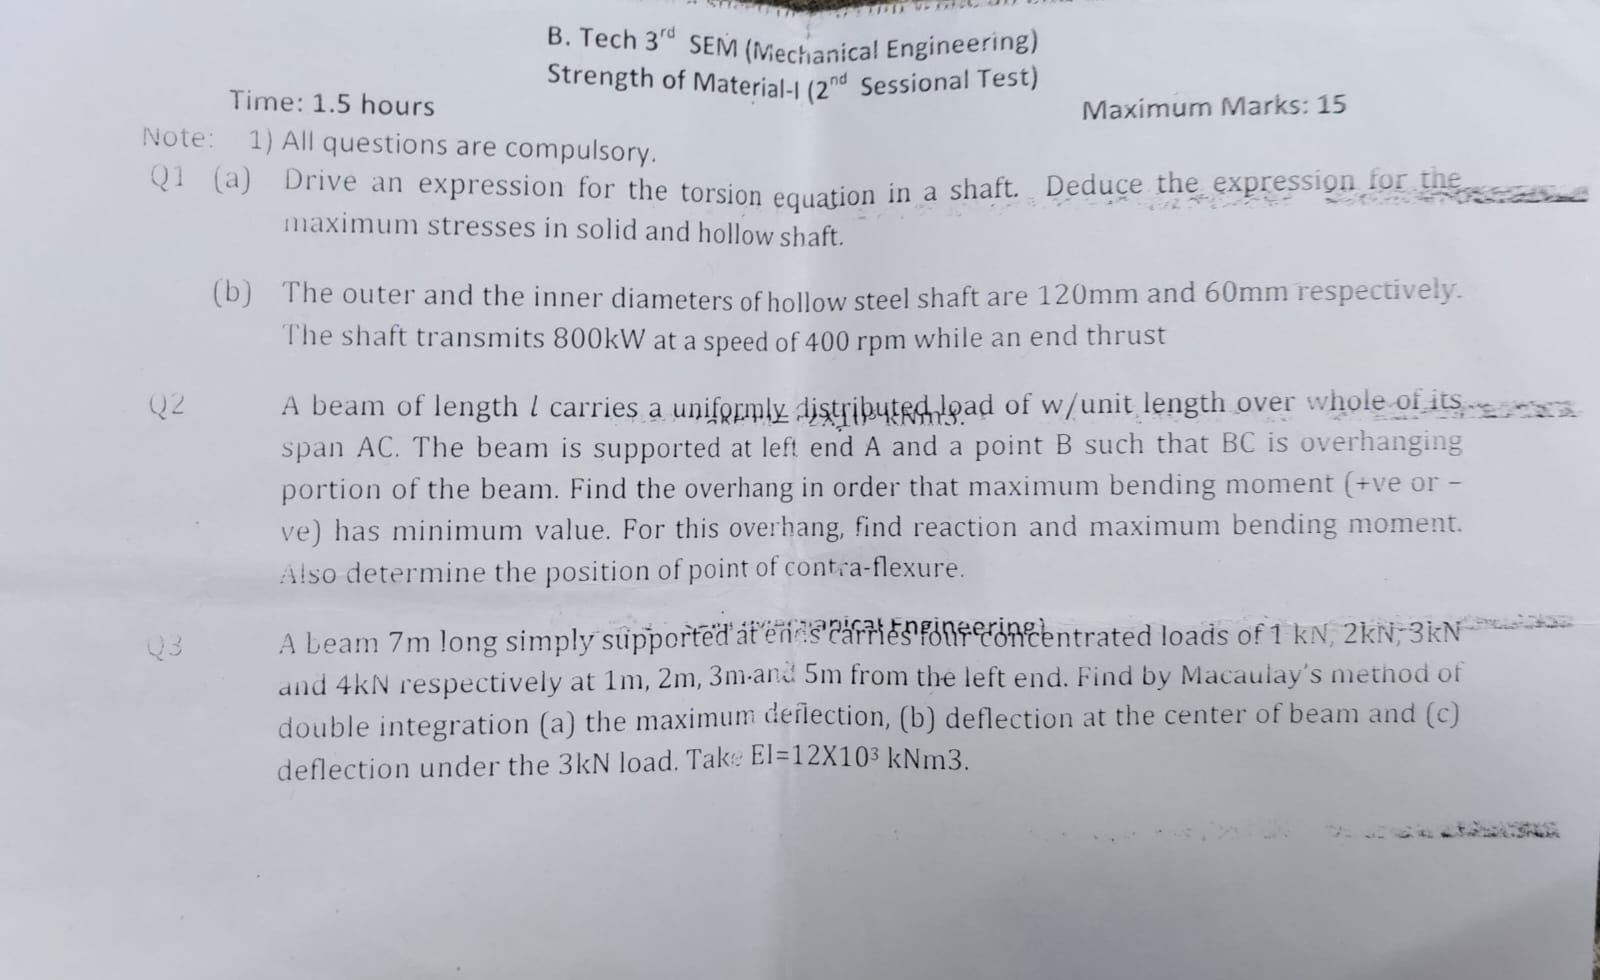 B. Tech 3rd SEM (Mechanical Engineering)
Strength of Material-I (2nd Sessional Test)
Time: 1.5 hours
Maximum Marks: 15
Note: 1) All questions are compulsory.
Q1 (a) Drive an expression for the torsion equation in a shaft. Deduce the expression for the
maximum stresses in solid and hollow shaft.
(b) The outer and the inner diameters of hollow steel shaft are 120mm and 60mm respectively.
The shaft transmits 800kW at a speed of 400 rpm while an end thrust
Q2 A beam of length l carries a uniformly distributed load of w/unit length over whole of its
span AC. The beam is supported at left end A and a point B such that BC is overhanging
portion of the beam. Find the overhang in order that maximum bending moment (+ve or –
ve) has minimum value. For this overhang, find reaction and maximum bending moment.
Also determine the position of point of contra-flexure.
Q3 A beam 7m long simply supported at ends carries four concentrated loads of 1 kN, 2kN, 3kN
and 4kN respectively at 1m, 2m, 3m and 5m from the left end. Find by Macaulay's method of
double integration (a) the maximum deflection, (b) deflection at the center of beam and (c)
deflection under the 3kN load. Take EI=12X10³ kNm3.